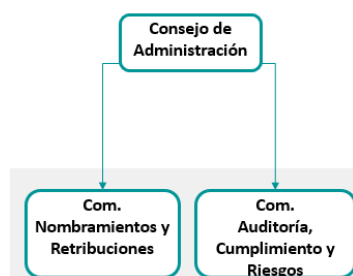 Consejo de
Administración
Com.
Nombramientos y
Retribuciones
Com.
Auditoría,
Cumplimiento y
Riesgos